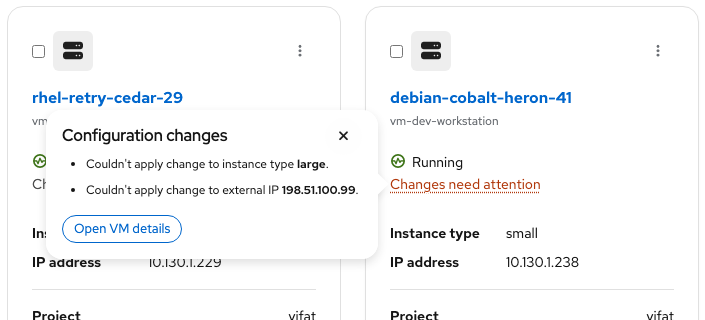 rhel-retry-cedar-29
vm
Configuration changes
Couldn't apply change to instance type large.
Couldn't apply change to external IP 198.51.100.99.
Open VM details
IP address 10.130.1.229
Project vifat
debian-cobalt-heron-41
vm-dev-workstation
Running
Changes need attention
Instance type small
IP address 10.130.1.238
Project vifat